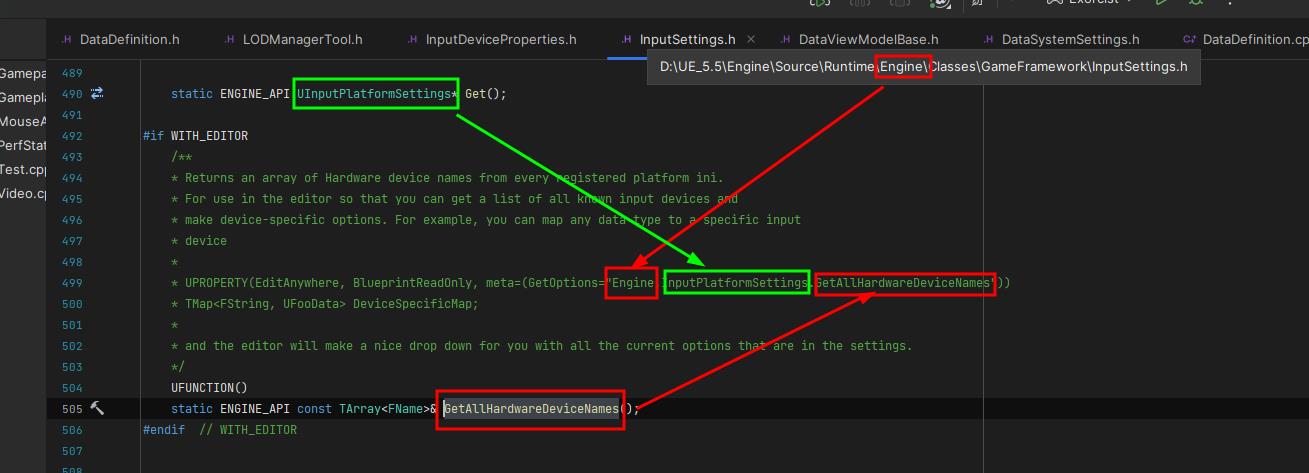 Exorcist
DataDefinition.h LODManagerTool.h InputDeviceProperties.h InputSettings.h DataViewModelBase.h DataSystemSettings.h DataDefinition.cp
D:\UE_5.5\Engine\Source\Runtime\Engine\Classes\GameFramework\InputSettings.h
Gamepa
Gamepla
MouseA
PerfStat
Test.cpp
Video.cp
489
490 static ENGINE_API UInputPlatformSettings* Get();
491
492 #if WITH_EDITOR
493 /**
494 * Returns an array of Hardware device names from every registered platform ini.
495 * For use in the editor so that you can get a list of all known input devices and
496 * make device-specific options. For example, you can map any data type to a specific input
497 * device
498 *
499 * UPROPERTY(EditAnywhere, BlueprintReadOnly, meta=(GetOptions="Engine.InputPlatformSettings.GetAllHardwareDeviceNames"))
500 * TMap<FString, UFooData> DeviceSpecificMap;
501 *
502 * and the editor will make a nice drop down for you with all the current options that are in the settings.
503 */
504 UFUNCTION()
505 static ENGINE_API const TArray<FName>& GetAllHardwareDeviceNames();
506 #endif // WITH_EDITOR
507